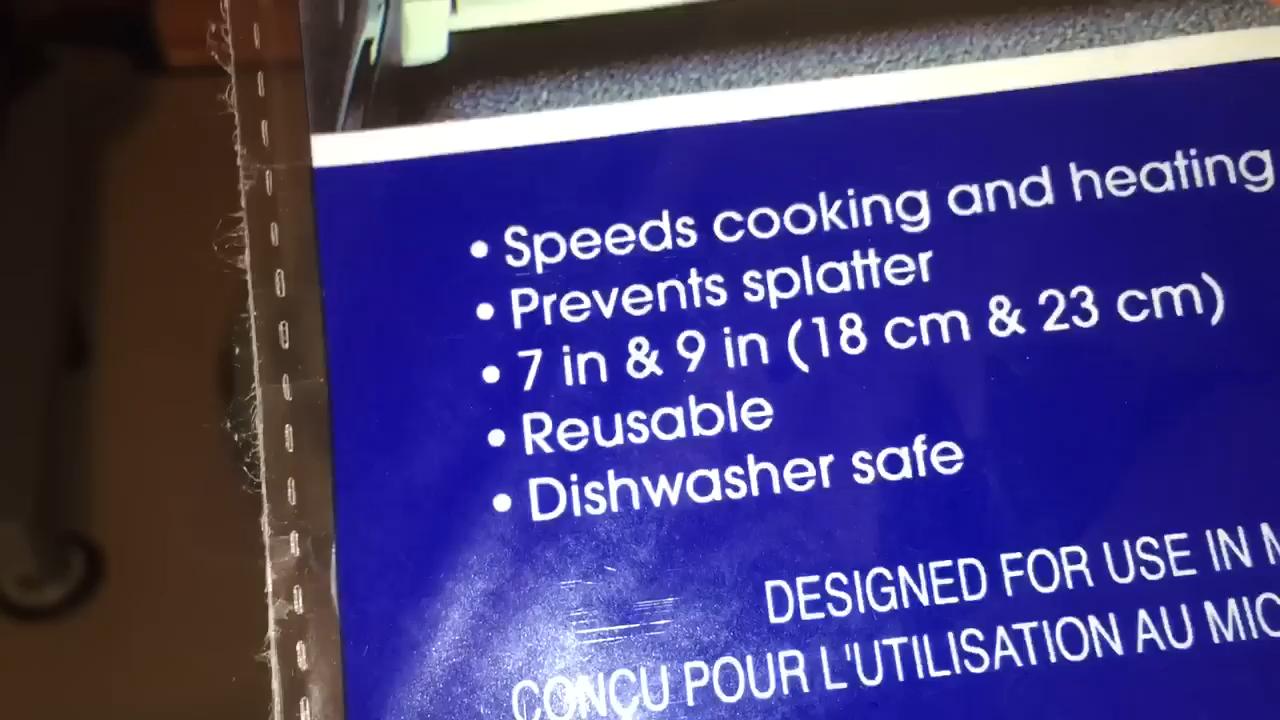 • Speeds cooking and heating
• Prevents splatter
• 7 in & 9 in (18 cm & 23 cm)
• Reusable
• Dishwasher safe
DESIGNED FOR USE IN
CONÇU POUR L'UTILISATION AU